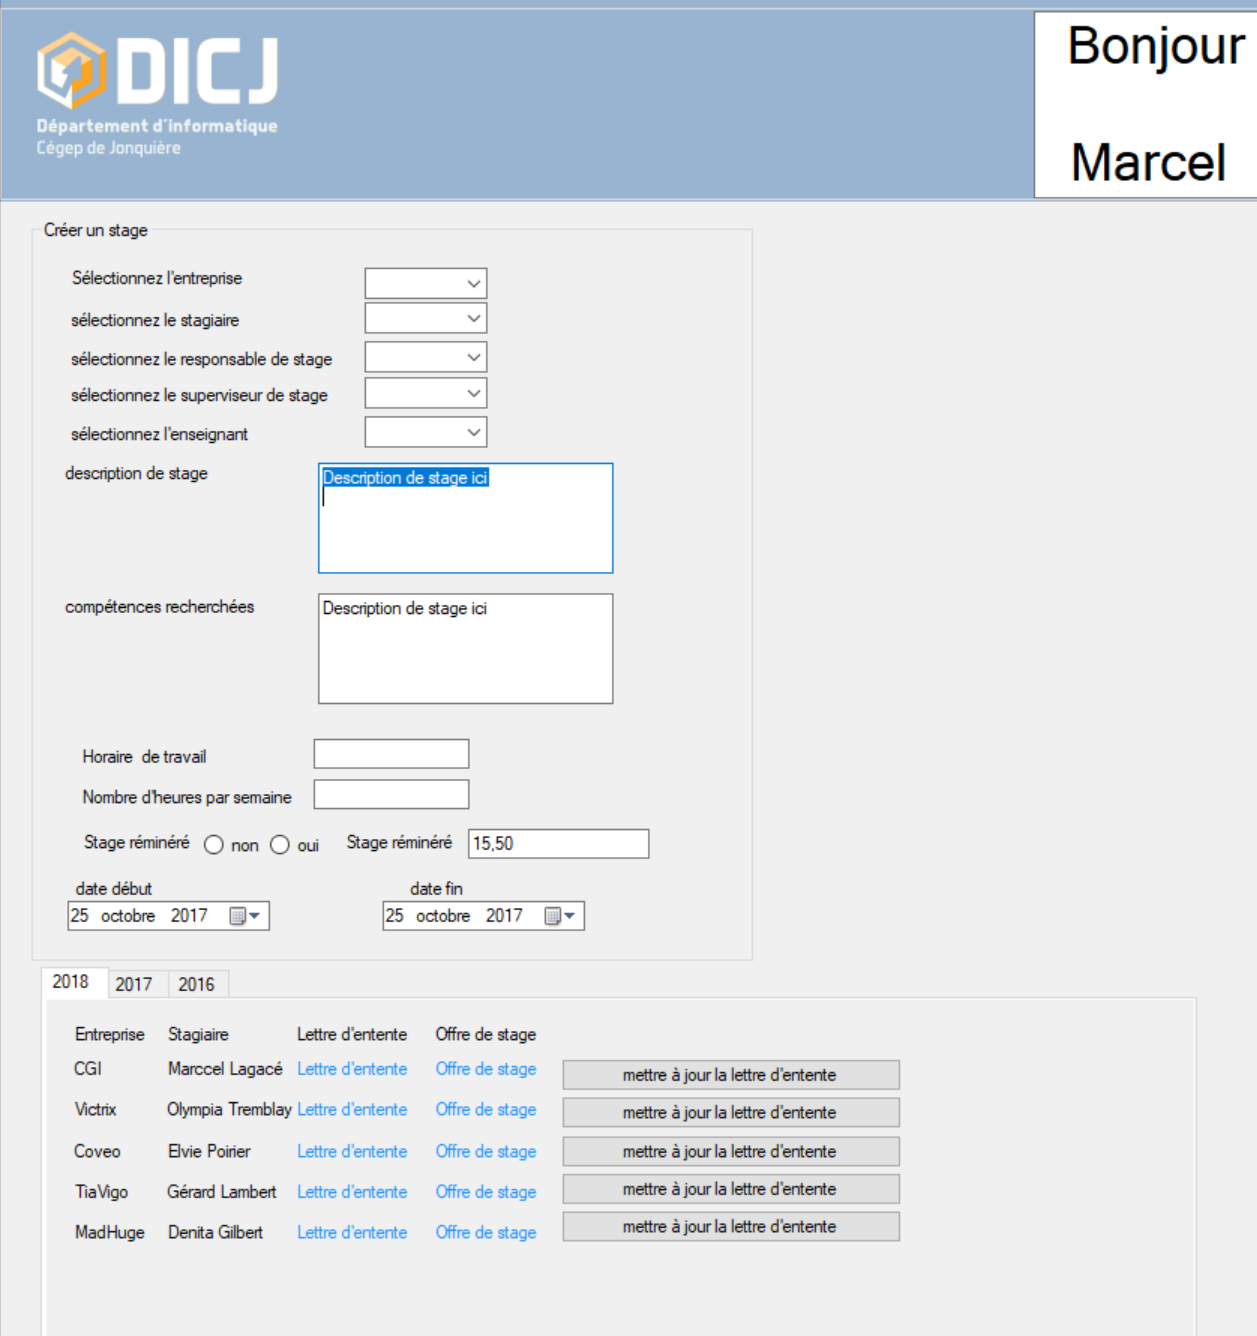 DICJ
Département d'informatique
Cégep de Jonquière
Bonjour
Marcel
Créer un stage
Sélectionnez l'entreprise
sélectionnez le stagiaire
sélectionnez le responsable de stage
sélectionnez le superviseur de stage
sélectionnez l'enseignant
description de stage
Description de stage ici
compétences recherchées
Description de stage ici
Horaire de travail
Nombre d'heures par semaine
Stage réminéré non oui Stage réminéré 15,50
date début date fin
25 octobre 2017 25 octobre 2017
2018 2017 2016
Entreprise Stagiaire Lettre d'entente Offre de stage
CGI Marccel Lagacé Lettre d'entente Offre de stage mettre à jour la lettre d'entente
Victrix Olympia Tremblay Lettre d'entente Offre de stage mettre à jour la lettre d'entente
Coveo Elvie Poirier Lettre d'entente Offre de stage mettre à jour la lettre d'entente
TiaVigo Gérard Lambert Lettre d'entente Offre de stage mettre à jour la lettre d'entente
MadHuge Denita Gilbert Lettre d'entente Offre de stage mettre à jour la lettre d'entente